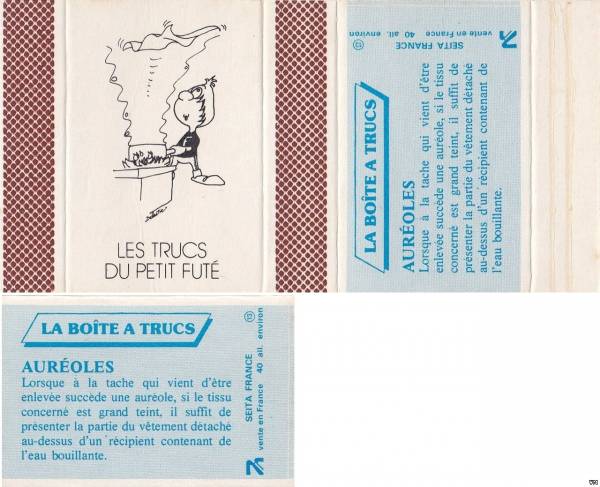 LES TRUCS
DU PETIT FUTÉ
LA BOÎTE A TRUCS
AURÉOLES
Lorsque à la tache qui vient d'être
enlevée succède une auréole, si le tissu
concerné est grand teint, il suffit de
présenter la partie du vêtement détaché
au-dessus d'un récipient contenant de
l'eau bouillante.
SEITA FRANCE
vente en France 40 all. environ
13
LA BOÎTE A TRUCS
AURÉOLES
Lorsque à la tache qui vient d'être
enlevée succède une auréole, si le tissu
concerné est grand teint, il suffit de
présenter la partie du vêtement détaché
au-dessus d'un récipient contenant de
l'eau bouillante.
SEITA FRANCE
vente en France 40 all. environ
13